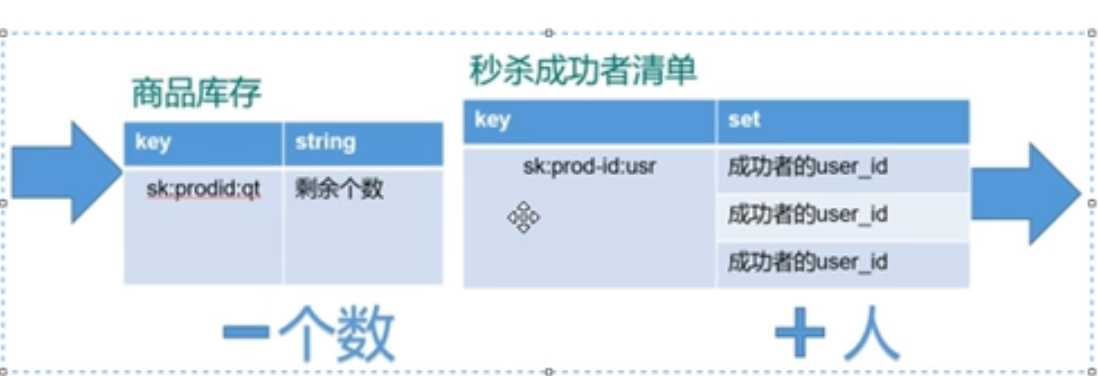 商品库存
key string
sk:prodid:qt 剩余个数
－个数
秒杀成功者清单
key set
sk:prod-id:usr 成功者的user_id
成功者的user_id
成功者的user_id
＋人